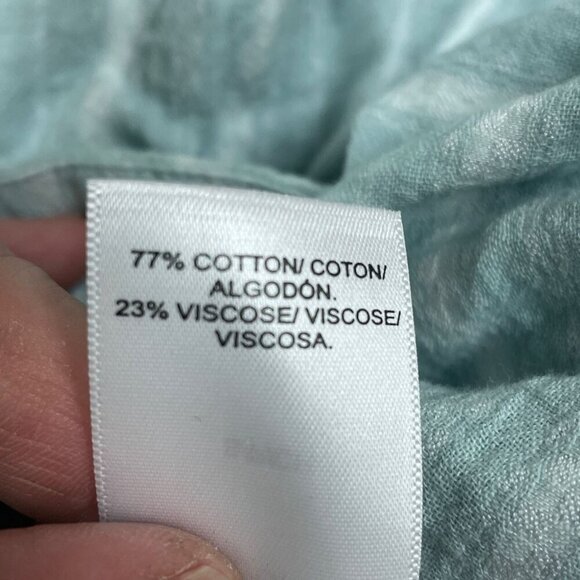 77% COTTON/ COTON/
ALGODÓN.
23% VISCOSE/ VISCOSE/
VISCOSA.